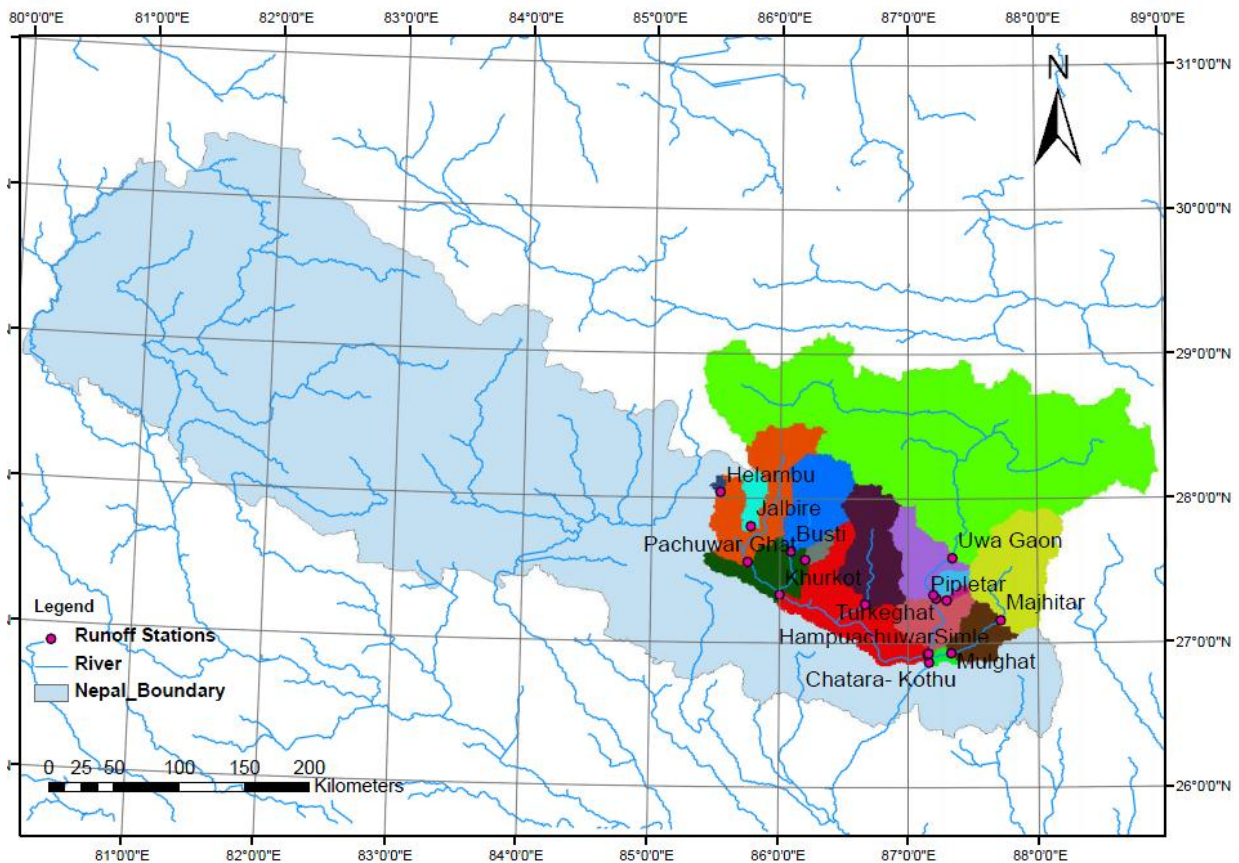 80°0'0"E 81°0'0"E 82°0'0"E 83°0'0"E 84°0'0"E 85°0'0"E 86°0'0"E 87°0'0"E 88°0'0"E 89°0'0"E
N
31°0'0"N
30°0'0"N
29°0'0"N
28°0'0"N
27°0'0"N
26°0'0"N
Helambu
Jalbire
Pachuwar Ghat
Busti
Uwa Gaon
Khurkot
Pipletar
Turkeghat
Majhitar
Hampuachuwar
Simle
Mulghat
Chatara- Kothu
Legend
Runoff Stations
River
Nepal_Boundary
0 25 50 100 150 200
Kilometers
81°0'0"E 82°0'0"E 83°0'0"E 84°0'0"E 85°0'0"E 86°0'0"E 87°0'0"E 88°0'0"E